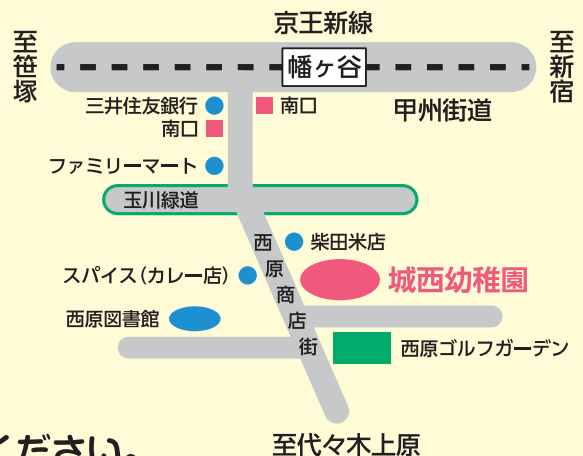 京王新線
至笹塚
幡ヶ谷
至新宿
三井住友銀行
南口
甲州街道
南口
ファミリーマート
玉川緑道
西原商店街
柴田米店
スパイス(カレー店)
城西幼稚園
西原図書館
西原ゴルフガーデン
ください。
至代々木上原